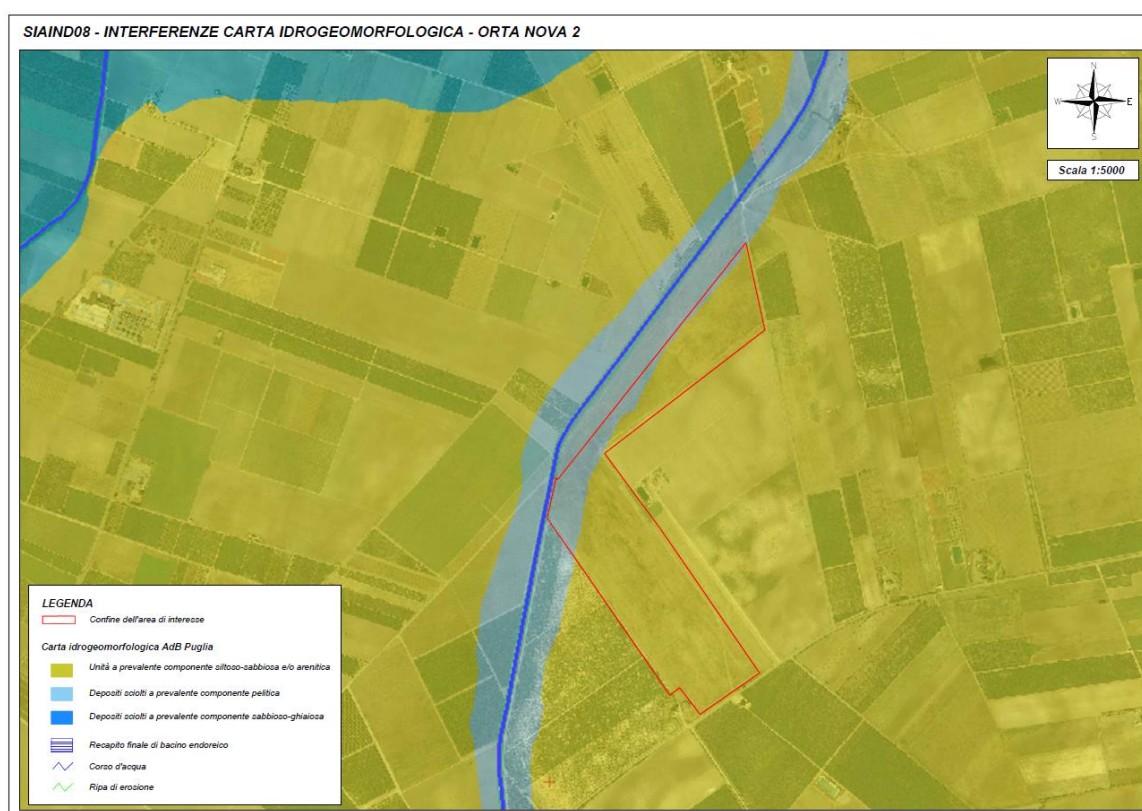 SIAIND08 - INTERFERENZE CARTA IDROGEOMORFOLOGICA - ORTA NOVA 2
N
W E
S
Scala 1:5000
LEGENDA
Confine dell'area di interesse
Carta idrogeomorfologica AdB Puglia
Unità a prevalente componente siltoso-sabbiosa e/o arenitica
Depositi sciolti a prevalente componente pelitica
Depositi sciolti a prevalente componente sabbioso-ghiaiosa
Recapito finale di bacino endoreico
Corso d'acqua
Ripa di erosione